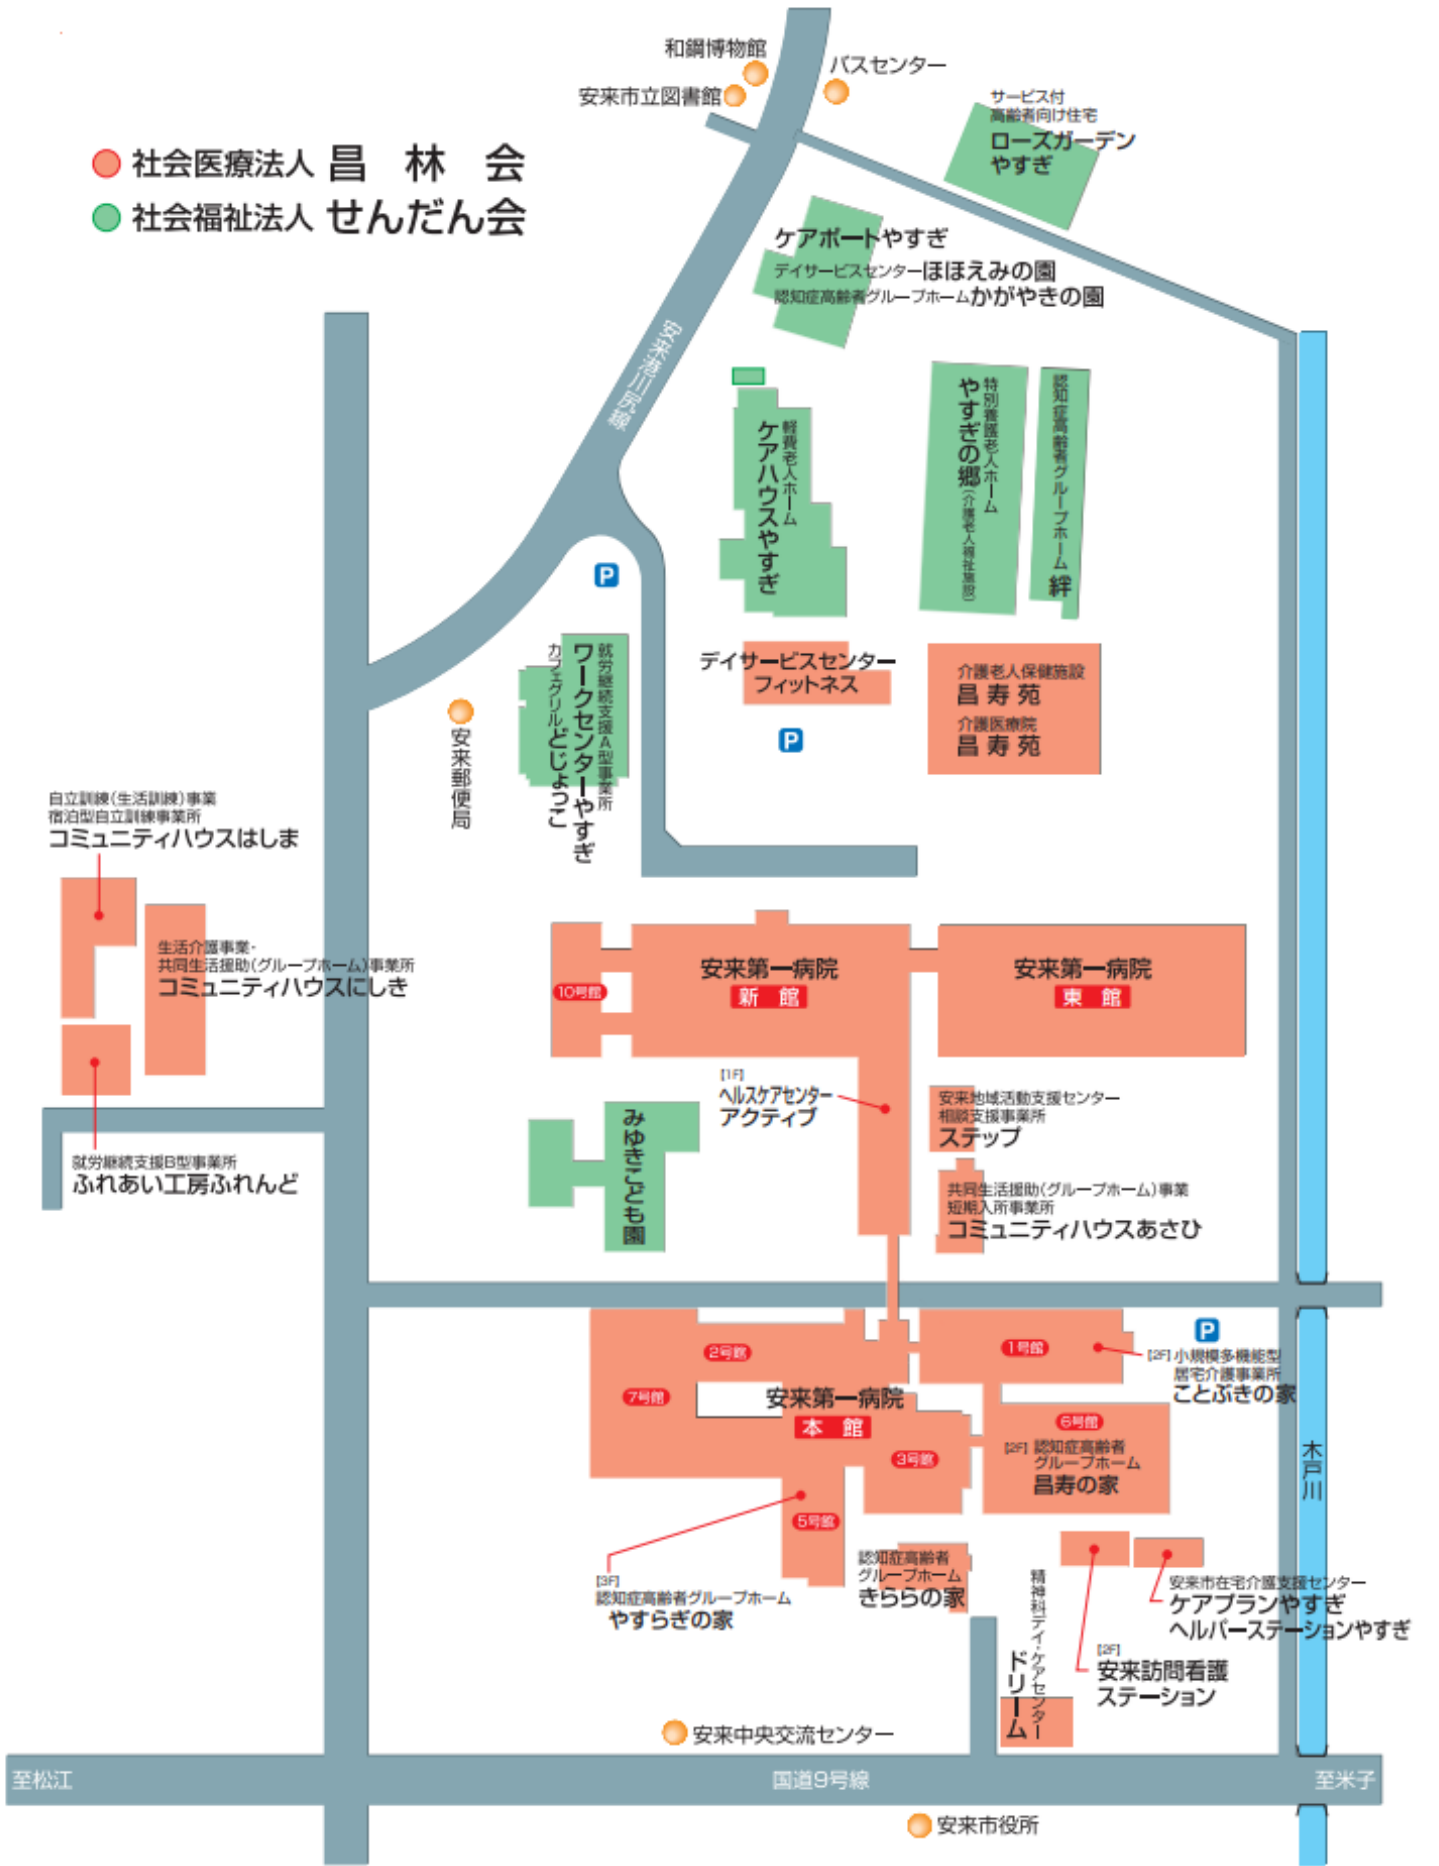 和鋼博物館
バスセンター
安来市立図書館
サービス付
高齢者向け住宅
ローズガーデン
やすぎ
社会医療法人 昌 林 会
社会福祉法人 せんだん会
ケアポートやすぎ
デイサービスセンターほほえみの園
認知症高齢者グループホームかがやきの園
安来港川尻線
軽費老人ホーム
ケアハウスやすぎ
特別養護老人ホーム
やすぎの郷(介護老人福祉施設)
認知症高齢者グループホーム 絆
P
就労継続支援A型事業所
ワークセンターやすぎ
カフェグリルどじょっこ
デイサービスセンター
フィットネス
介護老人保健施設
昌 寿 苑
介護医療院
昌 寿 苑
P
安来郵便局
自立訓練(生活訓練)事業
宿泊型自立訓練事業所
コミュニティハウスはしま
生活介護事業・
共同生活援助(グループホーム)事業所
コミュニティハウスにしき
就労継続支援B型事業所
ふれあい工房ふれんど
10号館
安来第一病院
新 館
安来第一病院
東 館
[1F]
ヘルスケアセンター
アクティブ
安来地域活動支援センター
相談支援事業所
ステップ
みゆきこども園
共同生活援助(グループホーム)事業
短期入所事業所
コミュニティハウスあさひ
2号館
7号館
安来第一病院
本 館
1号館
P
[2F] 小規模多機能型
居宅介護事業所
ことぶきの家
3号館
6号館
[2F] 認知症高齢者
グループホーム
昌寿の家
5号館
[3F]
認知症高齢者グループホーム
やすらぎの家
認知症高齢者
グループホーム
きららの家
精神科デイ・ケアセンター
ドリーム
安来市在宅介護支援センター
ケアプランやすぎ
ヘルパーステーションやすぎ
[2F]
安来訪問看護
ステーション
木戸川
安来中央交流センター
至松江
国道9号線
至米子
安来市役所